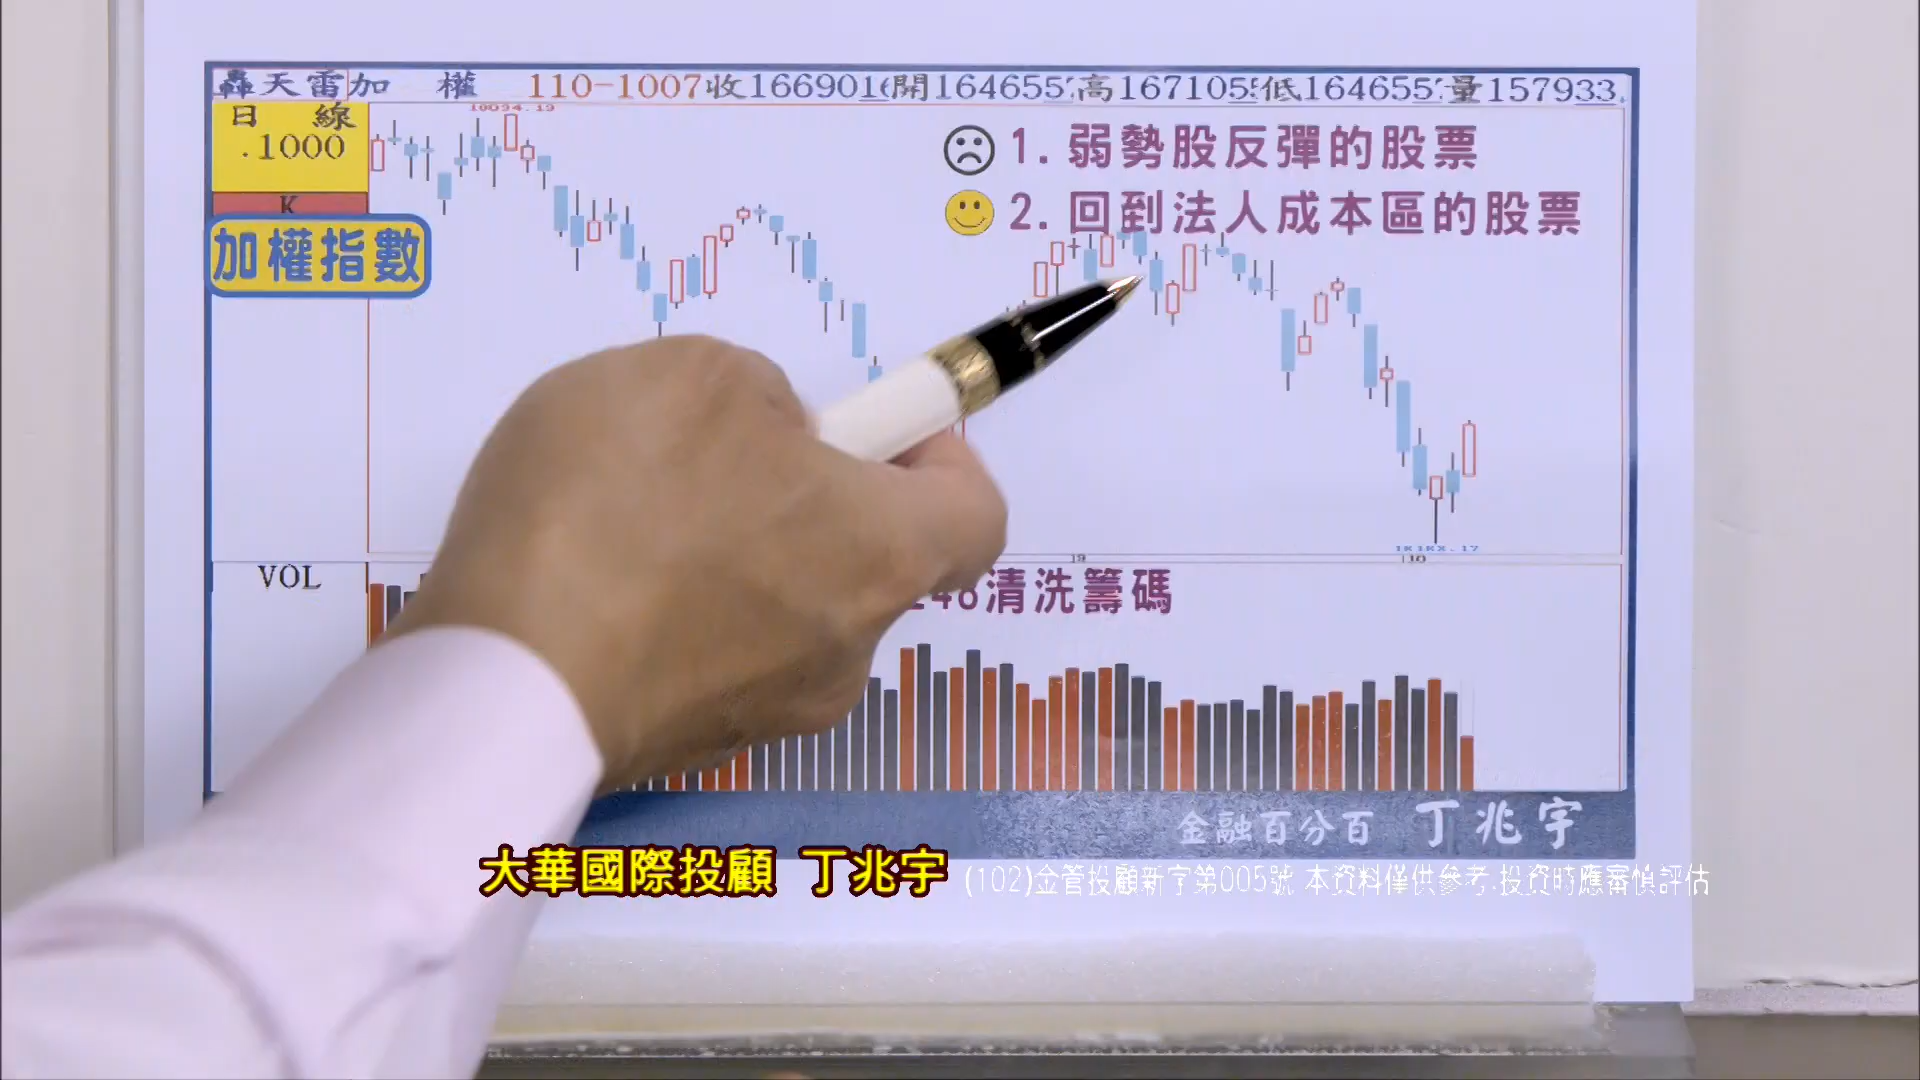 轟天雷加 權 110-1007收166901開164655高167105低164655量157933
日 線
.1000
K
加權指數
1. 弱勢股反彈的股票
2. 回到法人成本區的股票
9
10
VOL
清洗籌碼
金融百分百 丁兆宇
大華國際投顧 丁兆宇
(102)金管投顧新字第005號 本資料僅供參考.投資時應審慎評估